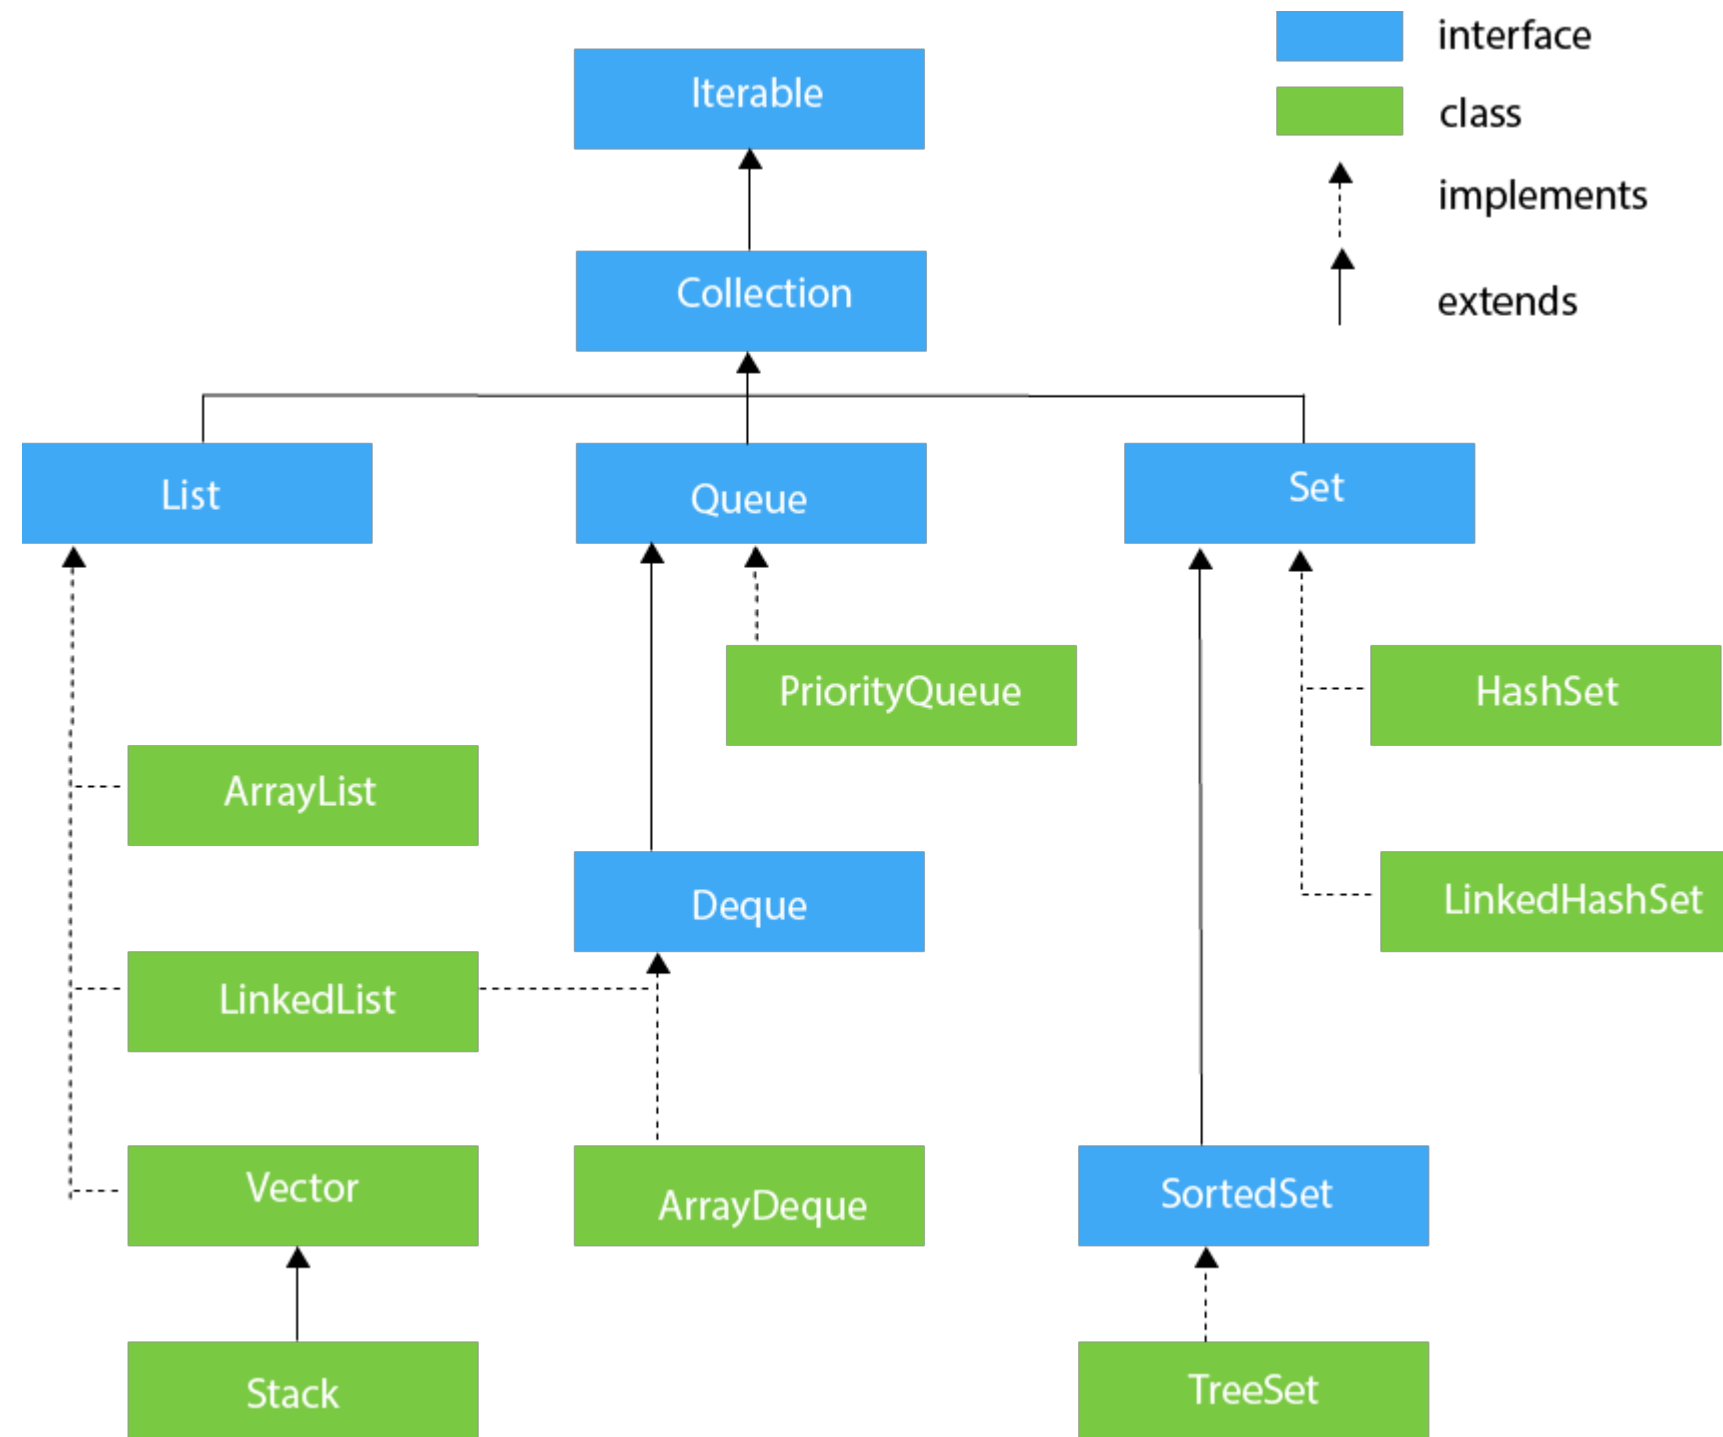 interface
Iterable
class
implements
Collection
extends
List
Queue
Set
PriorityQueue
HashSet
ArrayList
Deque
LinkedHashSet
LinkedList
Vector
ArrayDeque
SortedSet
Stack
TreeSet